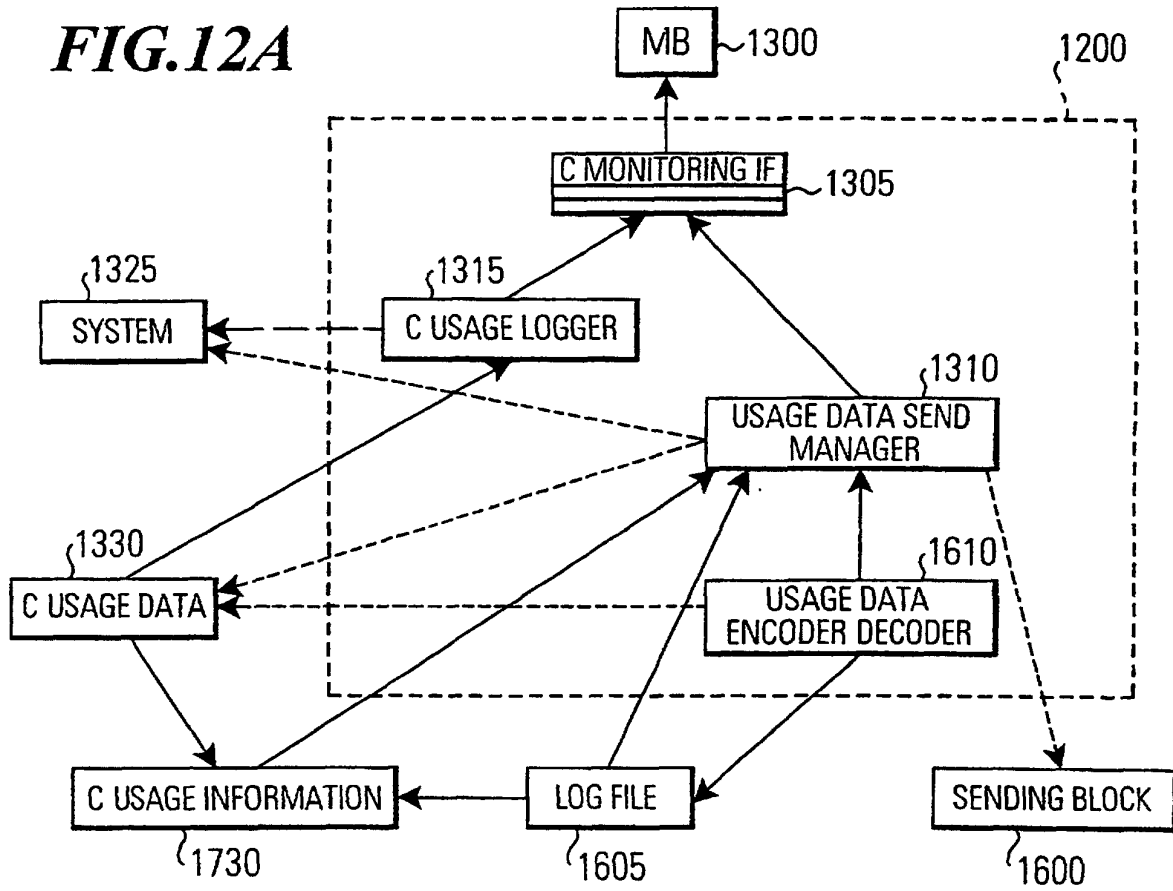 FIG.12A
MB
1300
1200
C MONITORING IF
1305
1325
SYSTEM
1315
C USAGE LOGGER
1310
USAGE DATA SEND
MANAGER
1330
C USAGE DATA
1610
USAGE DATA
ENCODER DECODER
C USAGE INFORMATION
1730
LOG FILE
1605
SENDING BLOCK
1600